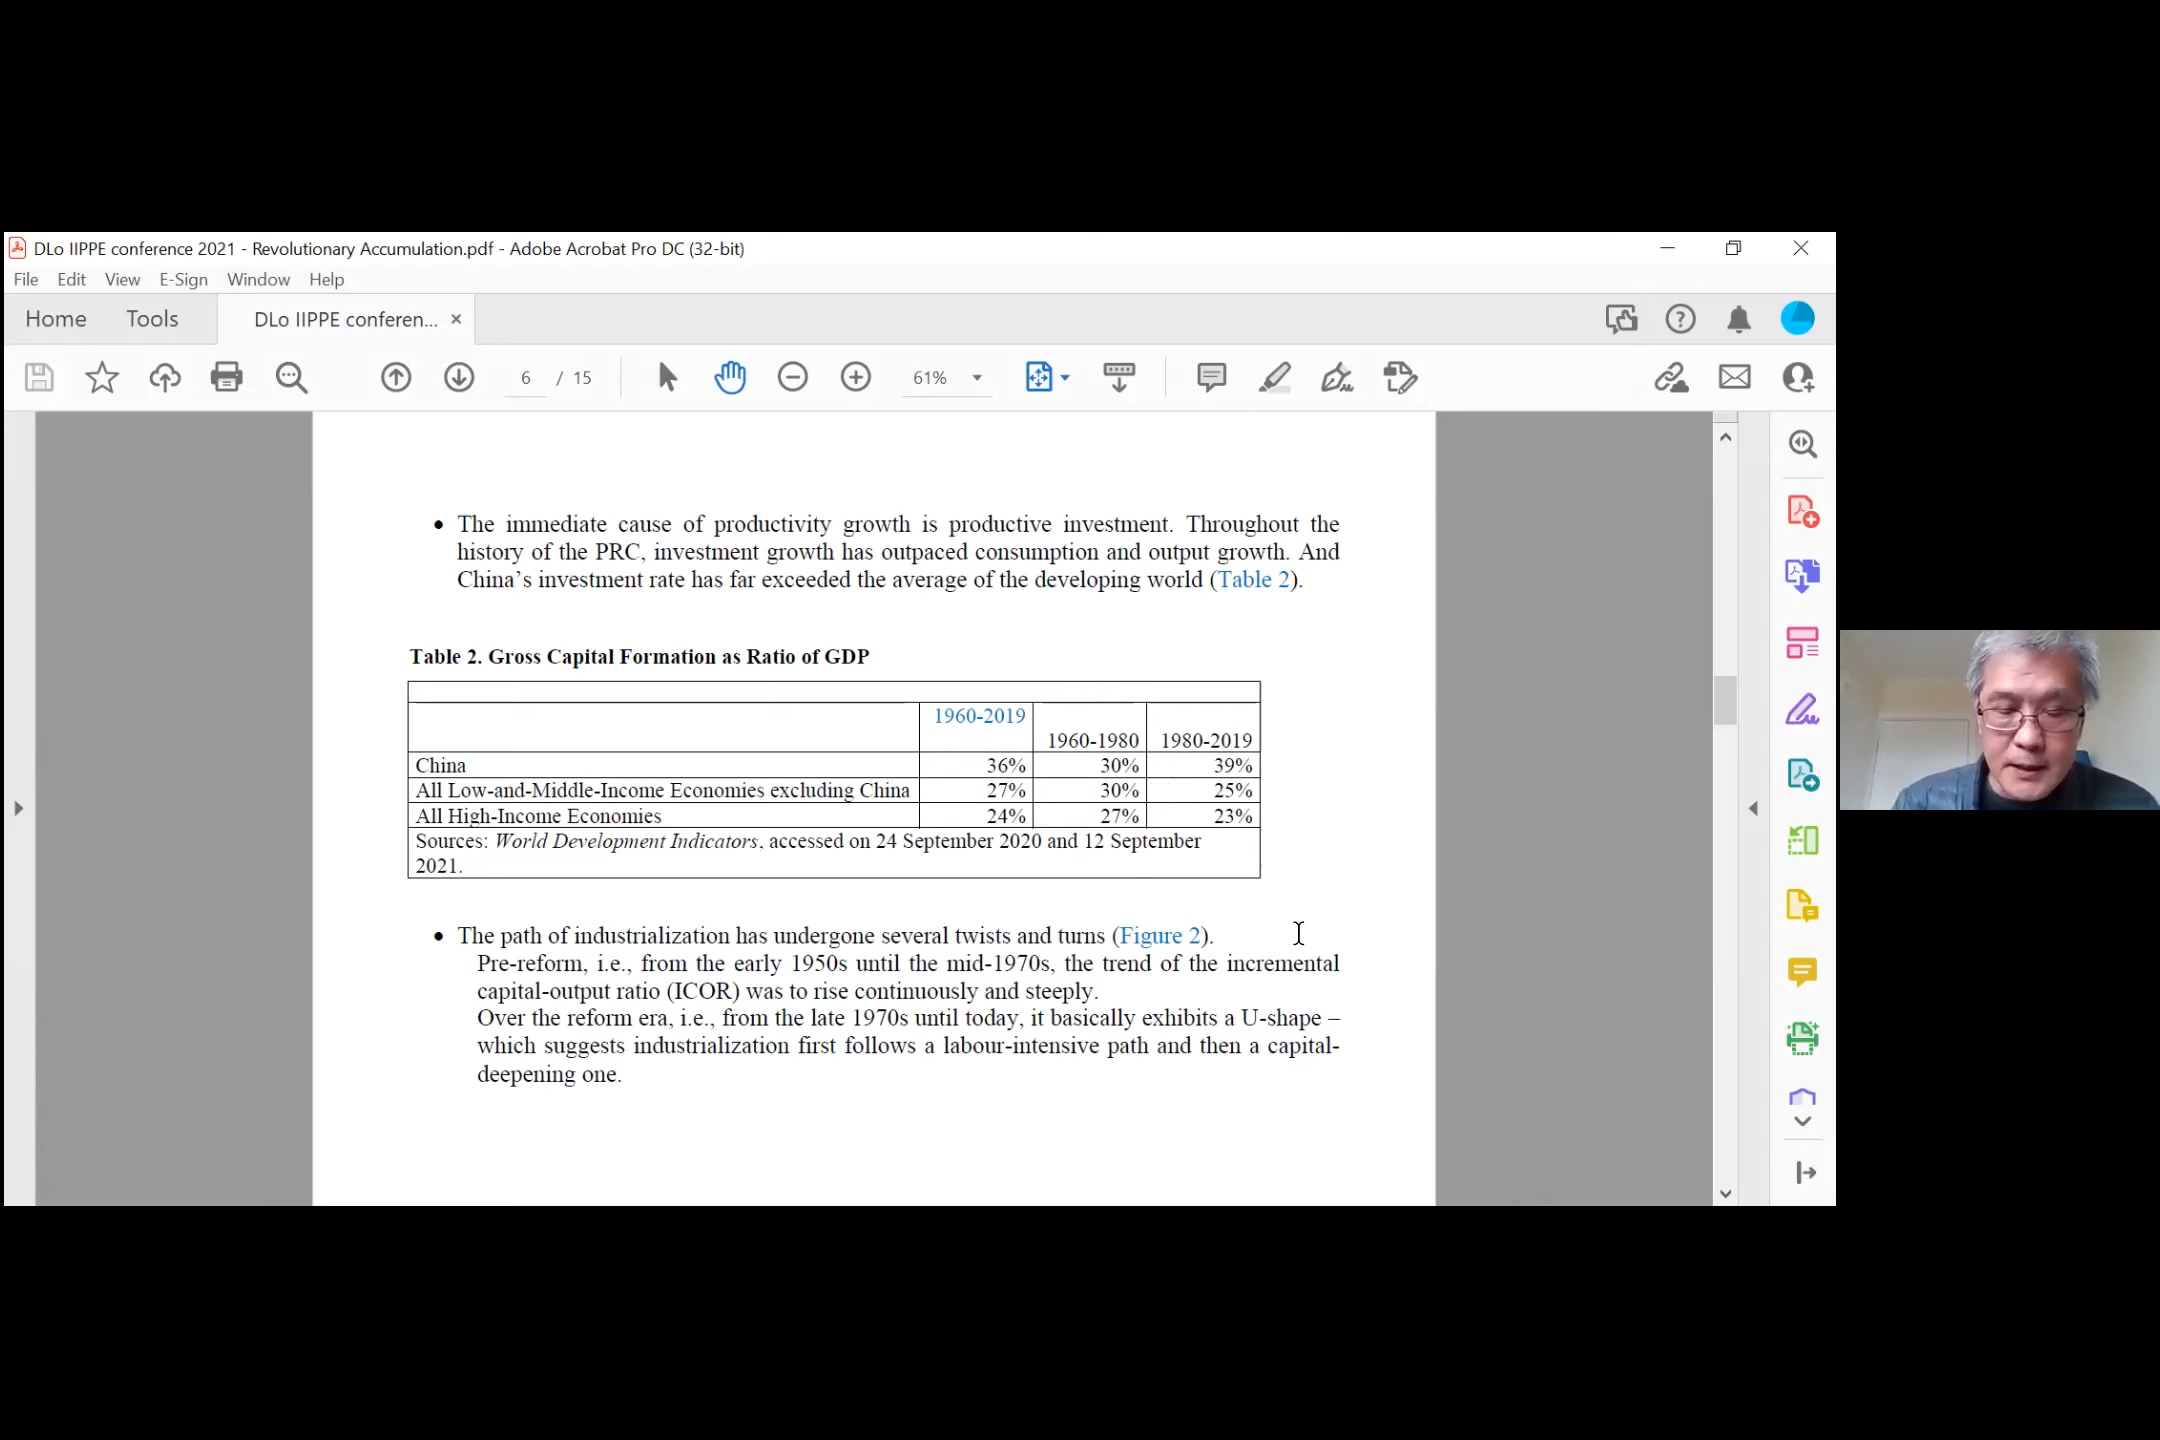 DLo IIPPE conference 2021 - Revolutionary Accumulation.pdf - Adobe Acrobat Pro DC (32-bit)
File Edit View E-Sign Window Help
Home Tools DLo IIPPE conferen... ×
6 / 15 61%
• The immediate cause of productivity growth is productive investment. Throughout the
history of the PRC, investment growth has outpaced consumption and output growth. And
China's investment rate has far exceeded the average of the developing world (Table 2).
Table 2. Gross Capital Formation as Ratio of GDP
1960-2019
1960-1980 1980-2019
China 36% 30% 39%
All Low-and-Middle-Income Economies excluding China 27% 30% 25%
All High-Income Economies 24% 27% 23%
Sources: World Development Indicators, accessed on 24 September 2020 and 12 September
2021.
• The path of industrialization has undergone several twists and turns (Figure 2).
Pre-reform, i.e., from the early 1950s until the mid-1970s, the trend of the incremental
capital-output ratio (ICOR) was to rise continuously and steeply.
Over the reform era, i.e., from the late 1970s until today, it basically exhibits a U-shape –
which suggests industrialization first follows a labour-intensive path and then a capital-
deepening one.